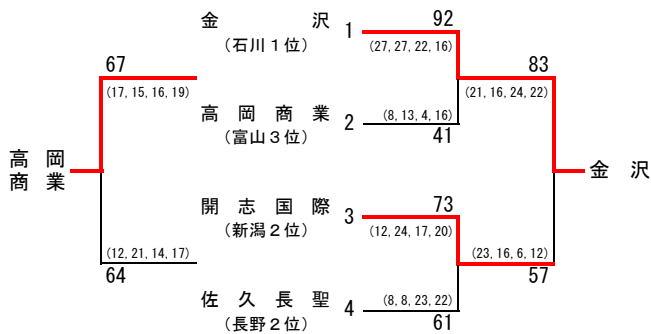 金沢 1 92
(石川1位) (27, 27, 22, 16)
67 83
(17, 15, 16, 19) (21, 16, 24, 22)
高岡商業 2 (8, 13, 4, 16)
(富山3位) 41
高岡
商業
金沢
開志国際 3 73
(新潟2位) (12, 24, 17, 20)
(12, 21, 14, 17) (23, 16, 6, 12)
64 57
佐久長聖 4 (8, 8, 23, 22)
(長野2位) 61